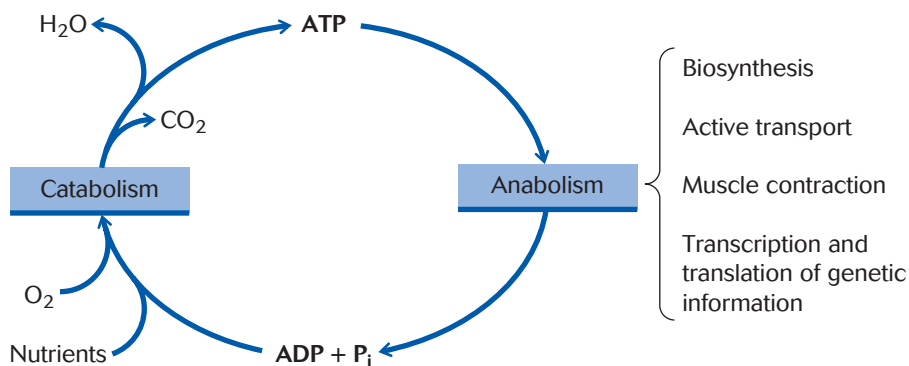 H₂O
ATP
CO₂
Catabolism
Anabolism
Biosynthesis
Active transport
Muscle contraction
Transcription and
translation of genetic
information
O₂
Nutrients
ADP + Pᵢ